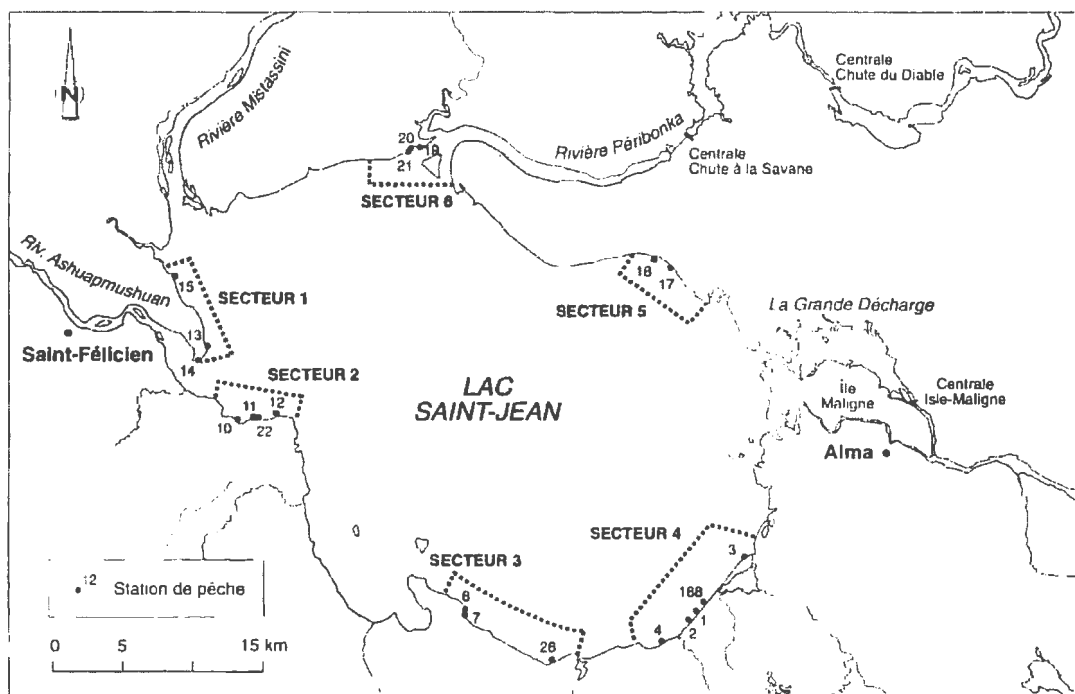 N
Rivière Mistassini
Centrale
Chute du Diable
20
19
21
Rivière Péribonka
Centrale
Chute à la Savane
SECTEUR 6
Riv. Ashuapmushuan
15
SECTEUR 1
18
17
SECTEUR 5
La Grande Décharge
13
Saint-Félicien
14
SECTEUR 2
LAC
SAINT-JEAN
Île
Maligne
Centrale
Isle-Maligne
11
12
10
22
Alma
SECTEUR 4
3
SECTEUR 3
188
7
1
2
4
26
12 Station de pêche
0
15 km